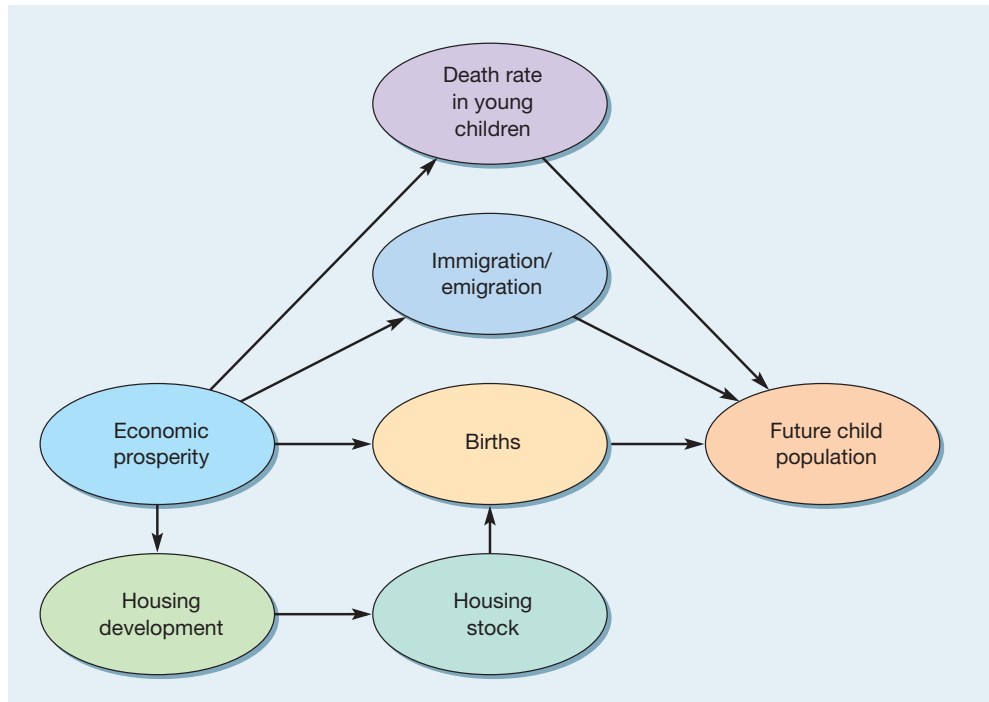 Death rate
in young
children
Immigration/
emigration
Economic
prosperity
Births
Future child
population
Housing
development
Housing
stock